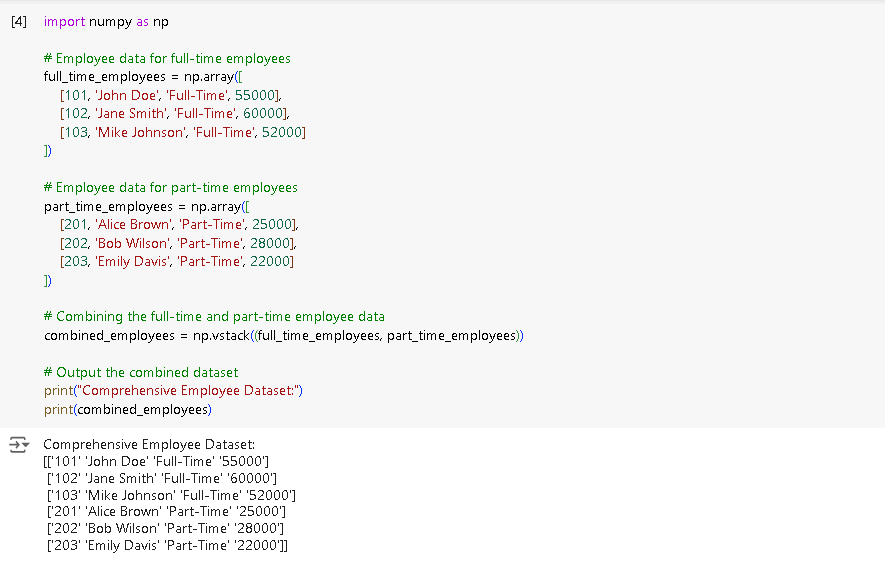 [4] import numpy as np
# Employee data for full-time employees
full_time_employees = np.array([
[101, 'John Doe', 'Full-Time', 55000],
[102, 'Jane Smith', 'Full-Time', 60000],
[103, 'Mike Johnson', 'Full-Time', 52000]
])
# Employee data for part-time employees
part_time_employees = np.array([
[201, 'Alice Brown', 'Part-Time', 25000],
[202, 'Bob Wilson', 'Part-Time', 28000],
[203, 'Emily Davis', 'Part-Time', 22000]
])
# Combining the full-time and part-time employee data
combined_employees = np.vstack((full_time_employees, part_time_employees))
# Output the combined dataset
print("Comprehensive Employee Dataset:")
print(combined_employees)
Comprehensive Employee Dataset:
[['101' 'John Doe' 'Full-Time' '55000']
['102' 'Jane Smith' 'Full-Time' '60000']
['103' 'Mike Johnson' 'Full-Time' '52000']
['201' 'Alice Brown' 'Part-Time' '25000']
['202' 'Bob Wilson' 'Part-Time' '28000']
['203' 'Emily Davis' 'Part-Time' '22000']]